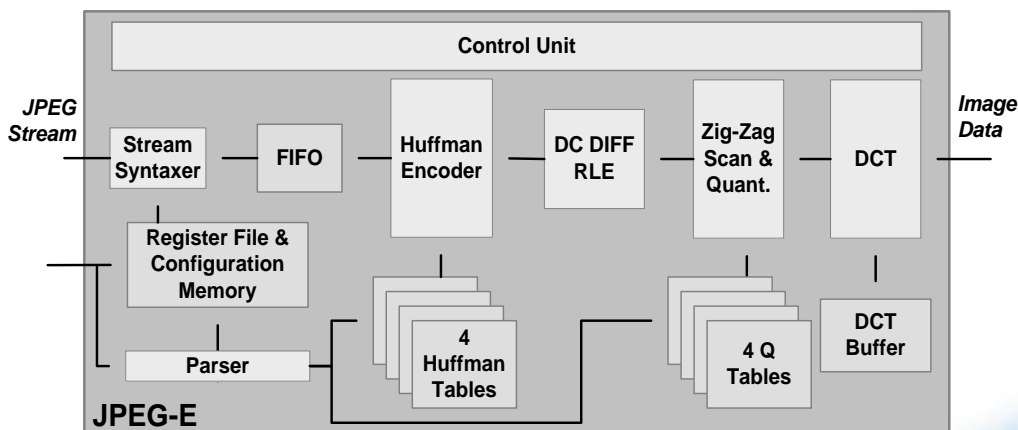 Control Unit
JPEG
Stream
Stream
Syntaxer
FIFO
Huffman
Encoder
DC DIFF
RLE
Zig-Zag
Scan &
Quant.
DCT
Image
Data
Register File &
Configuration
Memory
Parser
4
Huffman
Tables
4 Q
Tables
DCT
Buffer
JPEG-E